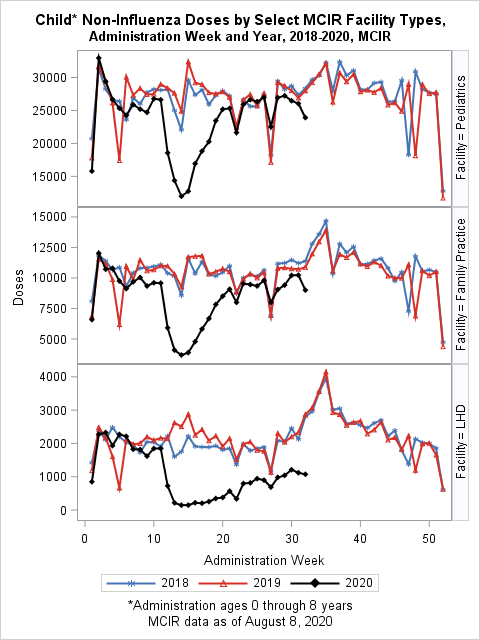 Child* Non-Influenza Doses by Select MCIR Facility Types,
Administration Week and Year, 2018-2020, MCIR
30000
25000
20000
15000
Facility = Pediatrics
15000
12500
10000
7500
5000
Facility = Family Practice
Doses
4000
3000
2000
1000
0
Facility = LHD
0 10 20 30 40 50
Administration Week
2018 2019 2020
*Administration ages 0 through 8 years
MCIR data as of August 8, 2020